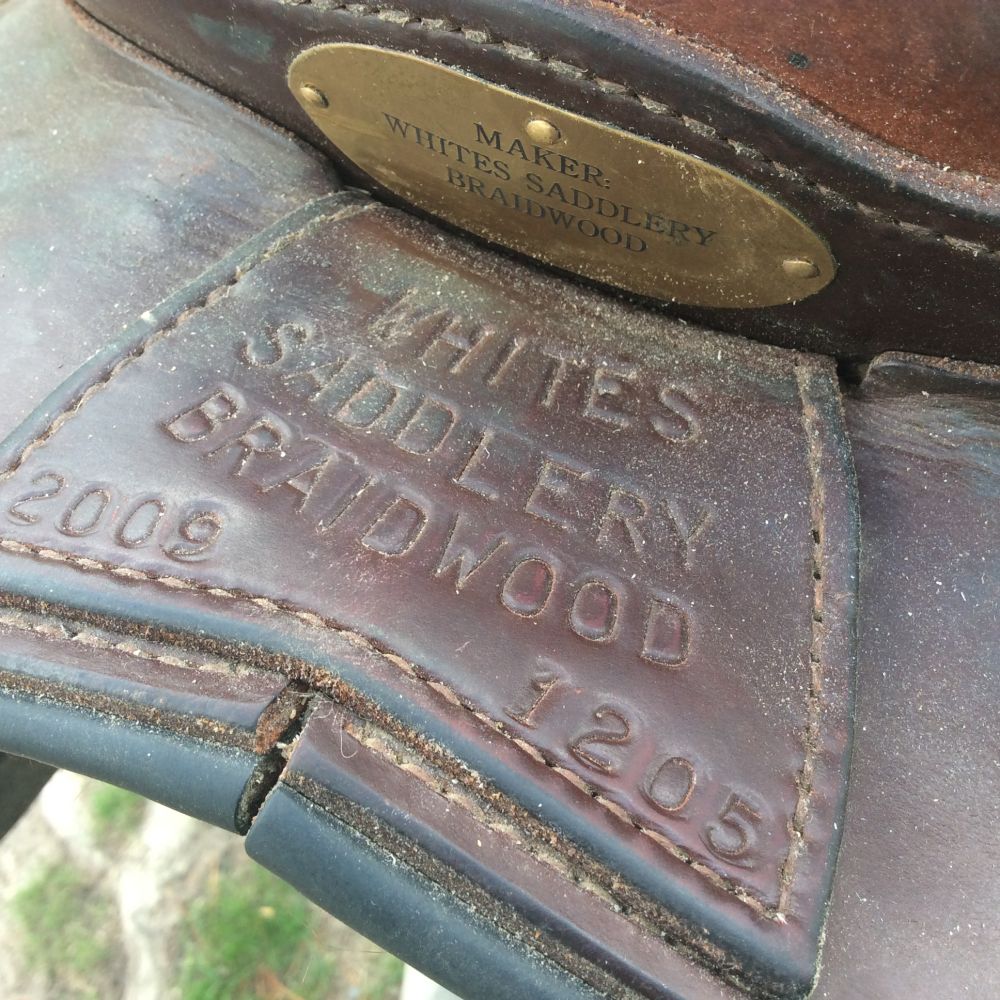 MAKER:
WHITES SADDLERY
BRAIDWOOD
WHITES
SADDLERY
BRAIDWOOD
2009
1205